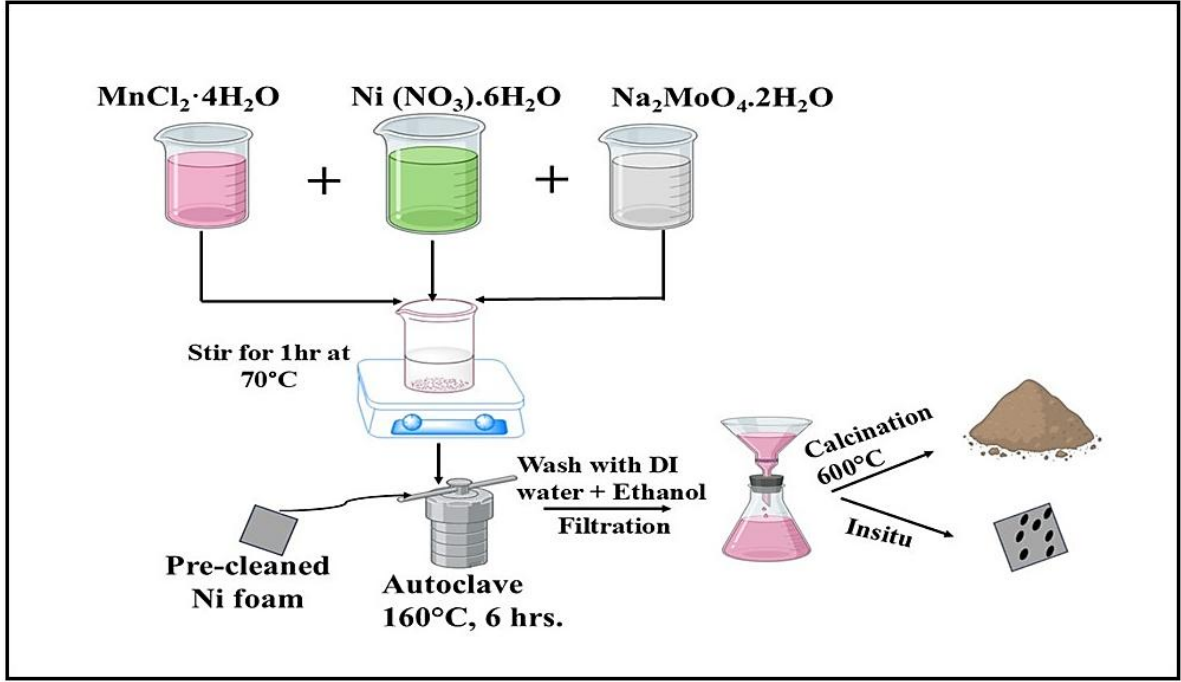 MnCl₂·4H₂O
Ni (NO₃).6H₂O
Na₂MoO₄.2H₂O
+
+
Stir for 1hr at
70°C
Wash with DI
water + Ethanol
Filtration
Calcination
600°C
Insitu
Pre-cleaned
Ni foam
Autoclave
160°C, 6 hrs.